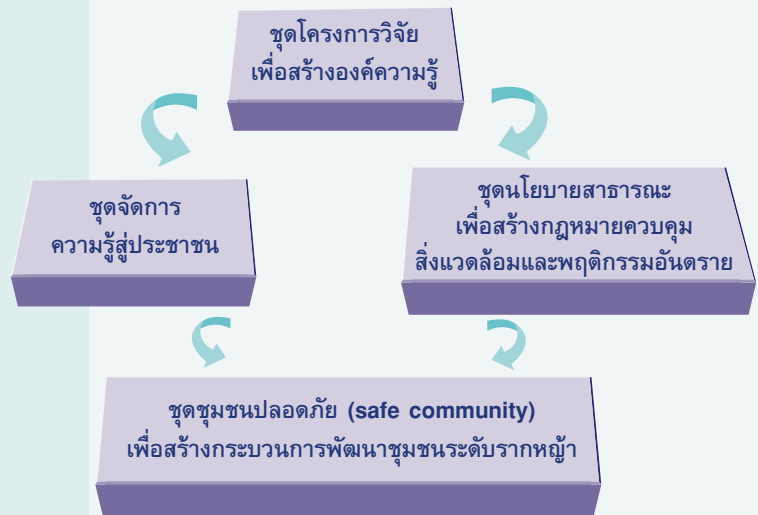 ชุดโครงการวิจัย
เพื่อสร้างองค์ความรู้
ชุดจัดการ
ความรู้สู่ประชาชน
ชุดนโยบายสาธารณะ
เพื่อสร้างกฎหมายควบคุม
สิ่งแวดล้อมและพฤติกรรมอันตราย
ชุดชุมชนปลอดภัย (safe community)
เพื่อสร้างกระบวนการพัฒนาชุมชนระดับรากหญ้า